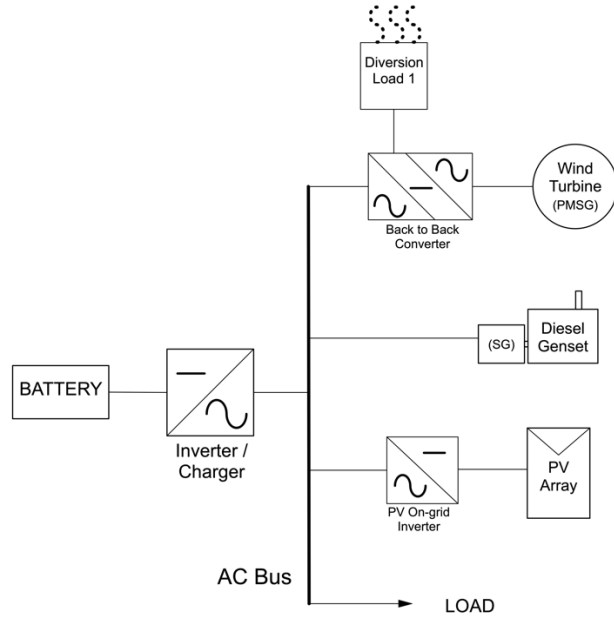 Diversion
Load 1
Wind
Turbine
(PMSG)
Back to Back
Converter
(SG)
Diesel
Genset
BATTERY
Inverter /
Charger
PV
Array
PV On-grid
Inverter
AC Bus
LOAD